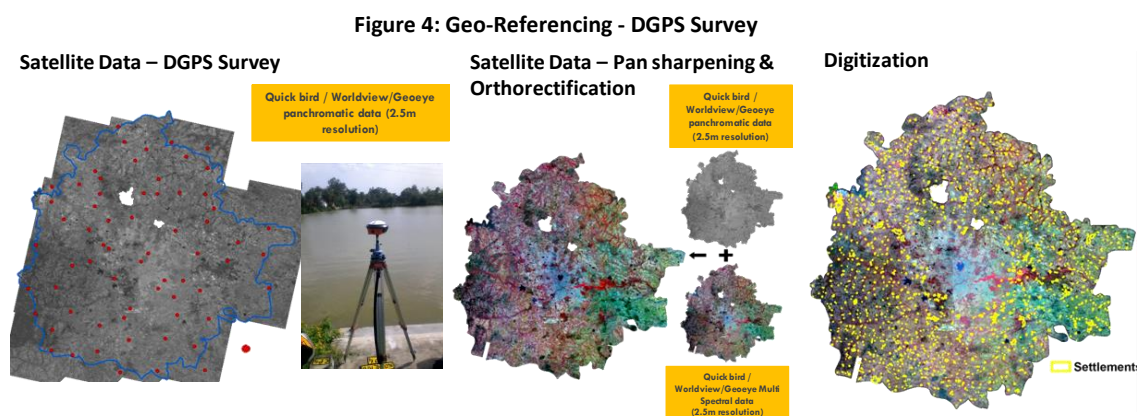 Figure 4: Geo-Referencing - DGPS Survey
Satellite Data – DGPS Survey
Quick bird / Worldview/Geoeye
panchromatic data (2.5m
resolution)
Satellite Data – Pan sharpening &
Orthorectification
Quick bird /
Worldview/Geoeye
panchromatic data
(2.5m resolution)
Quick bird /
Worldview/Geoeye Multi
Spectral data
(2.5m resolution)
Digitization
Settlements